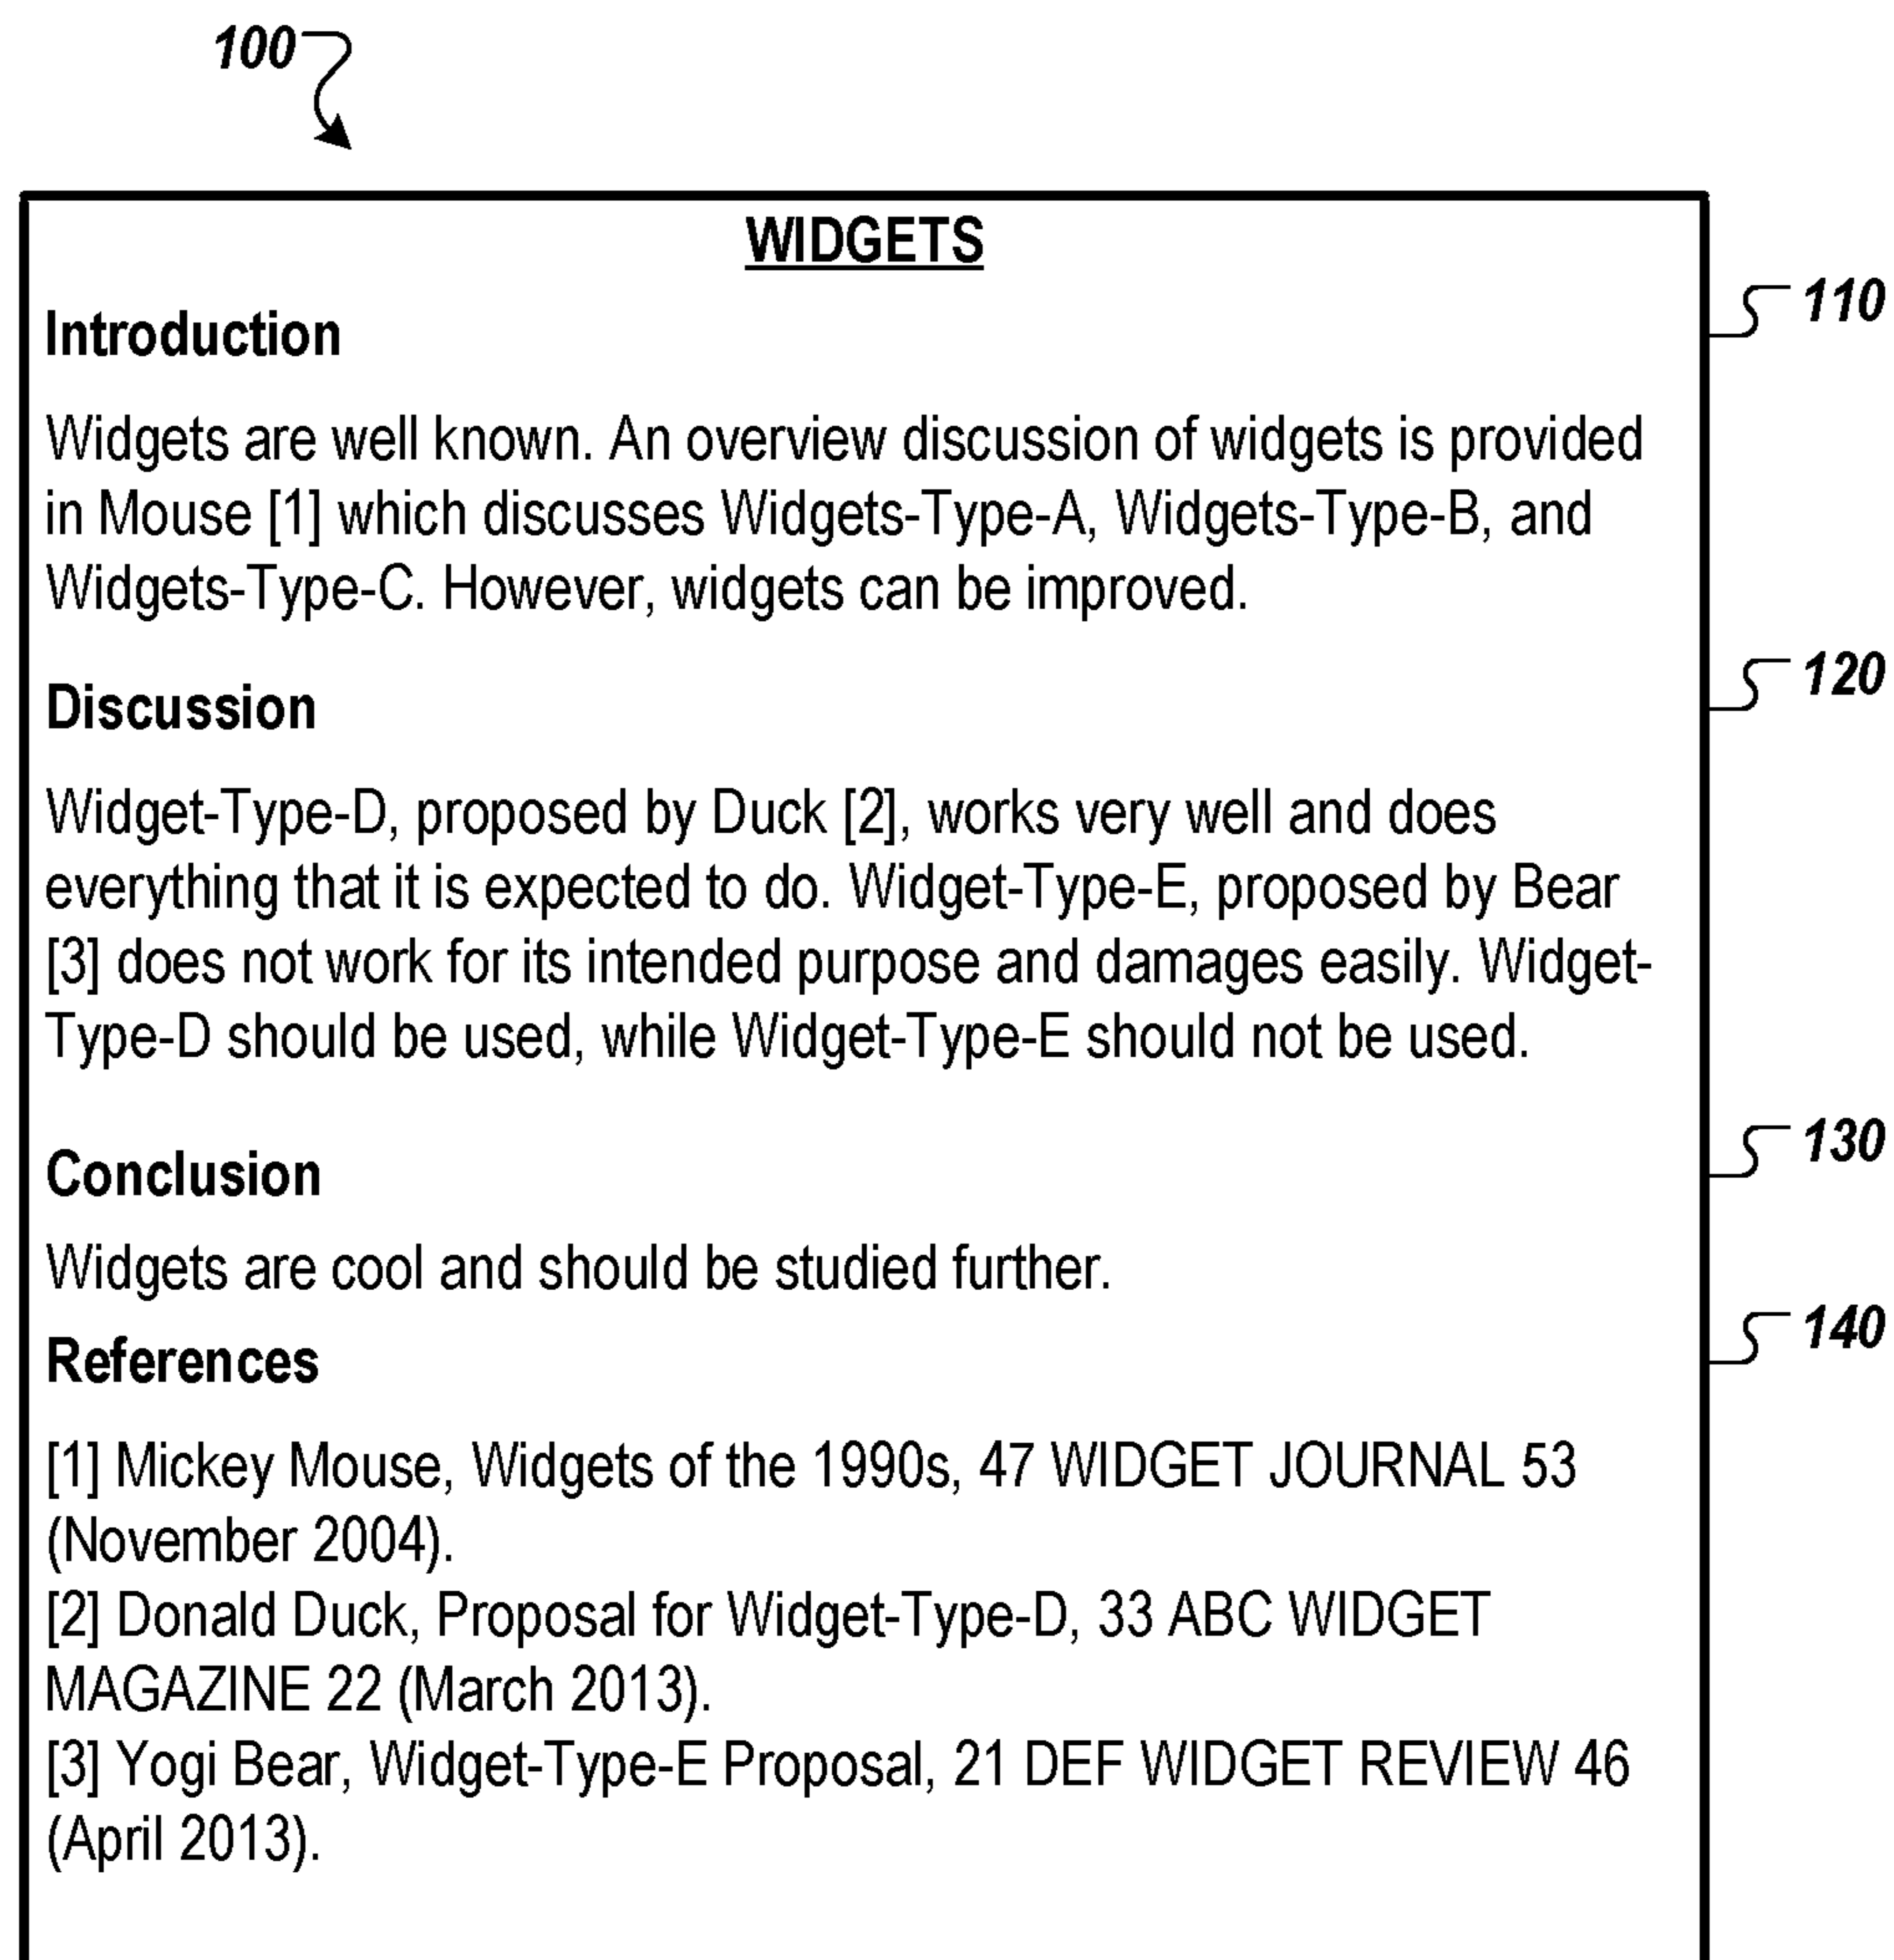 100
WIDGETS
110
Introduction
Widgets are well known. An overview discussion of widgets is provided
in Mouse [1] which discusses Widgets-Type-A, Widgets-Type-B, and
Widgets-Type-C. However, widgets can be improved.
120
Discussion
Widget-Type-D, proposed by Duck [2], works very well and does
everything that it is expected to do. Widget-Type-E, proposed by Bear
[3] does not work for its intended purpose and damages easily. Widget-
Type-D should be used, while Widget-Type-E should not be used.
130
Conclusion
Widgets are cool and should be studied further.
140
References
[1] Mickey Mouse, Widgets of the 1990s, 47 WIDGET JOURNAL 53
(November 2004).
[2] Donald Duck, Proposal for Widget-Type-D, 33 ABC WIDGET
MAGAZINE 22 (March 2013).
[3] Yogi Bear, Widget-Type-E Proposal, 21 DEF WIDGET REVIEW 46
(April 2013).